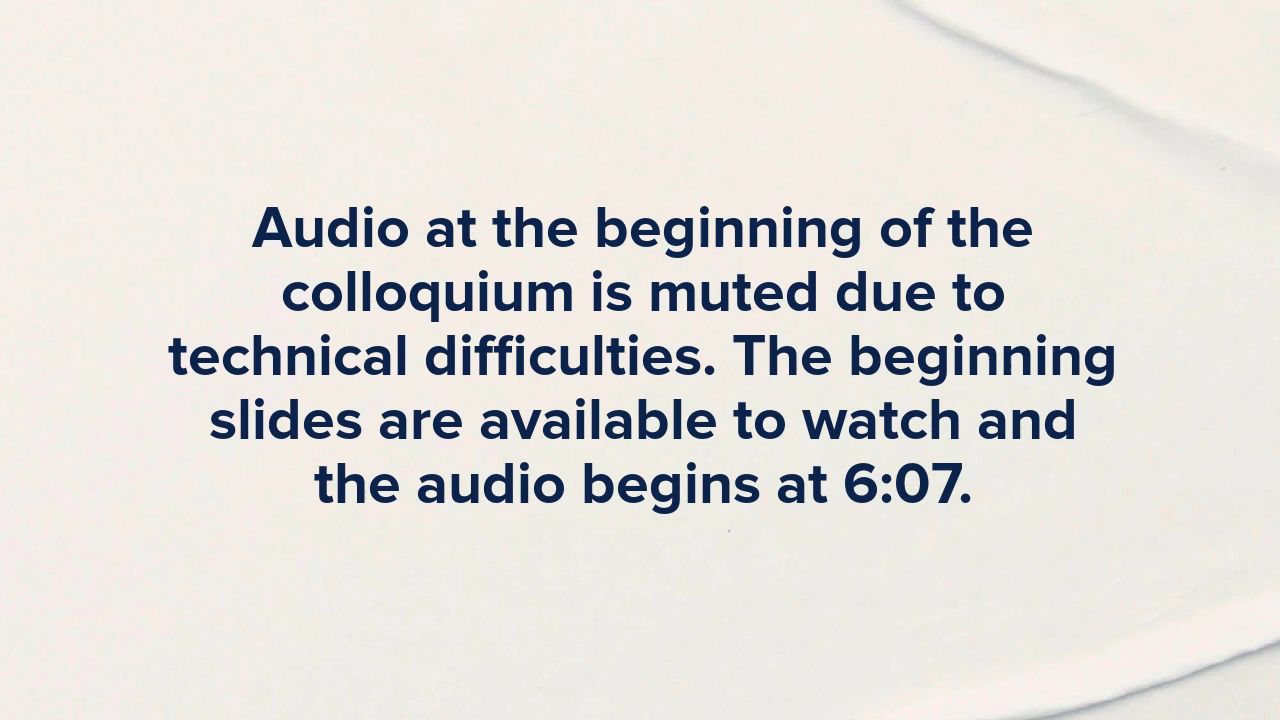 Audio at the beginning of the
colloquium is muted due to
technical difficulties. The beginning
slides are available to watch and
the audio begins at 6:07.